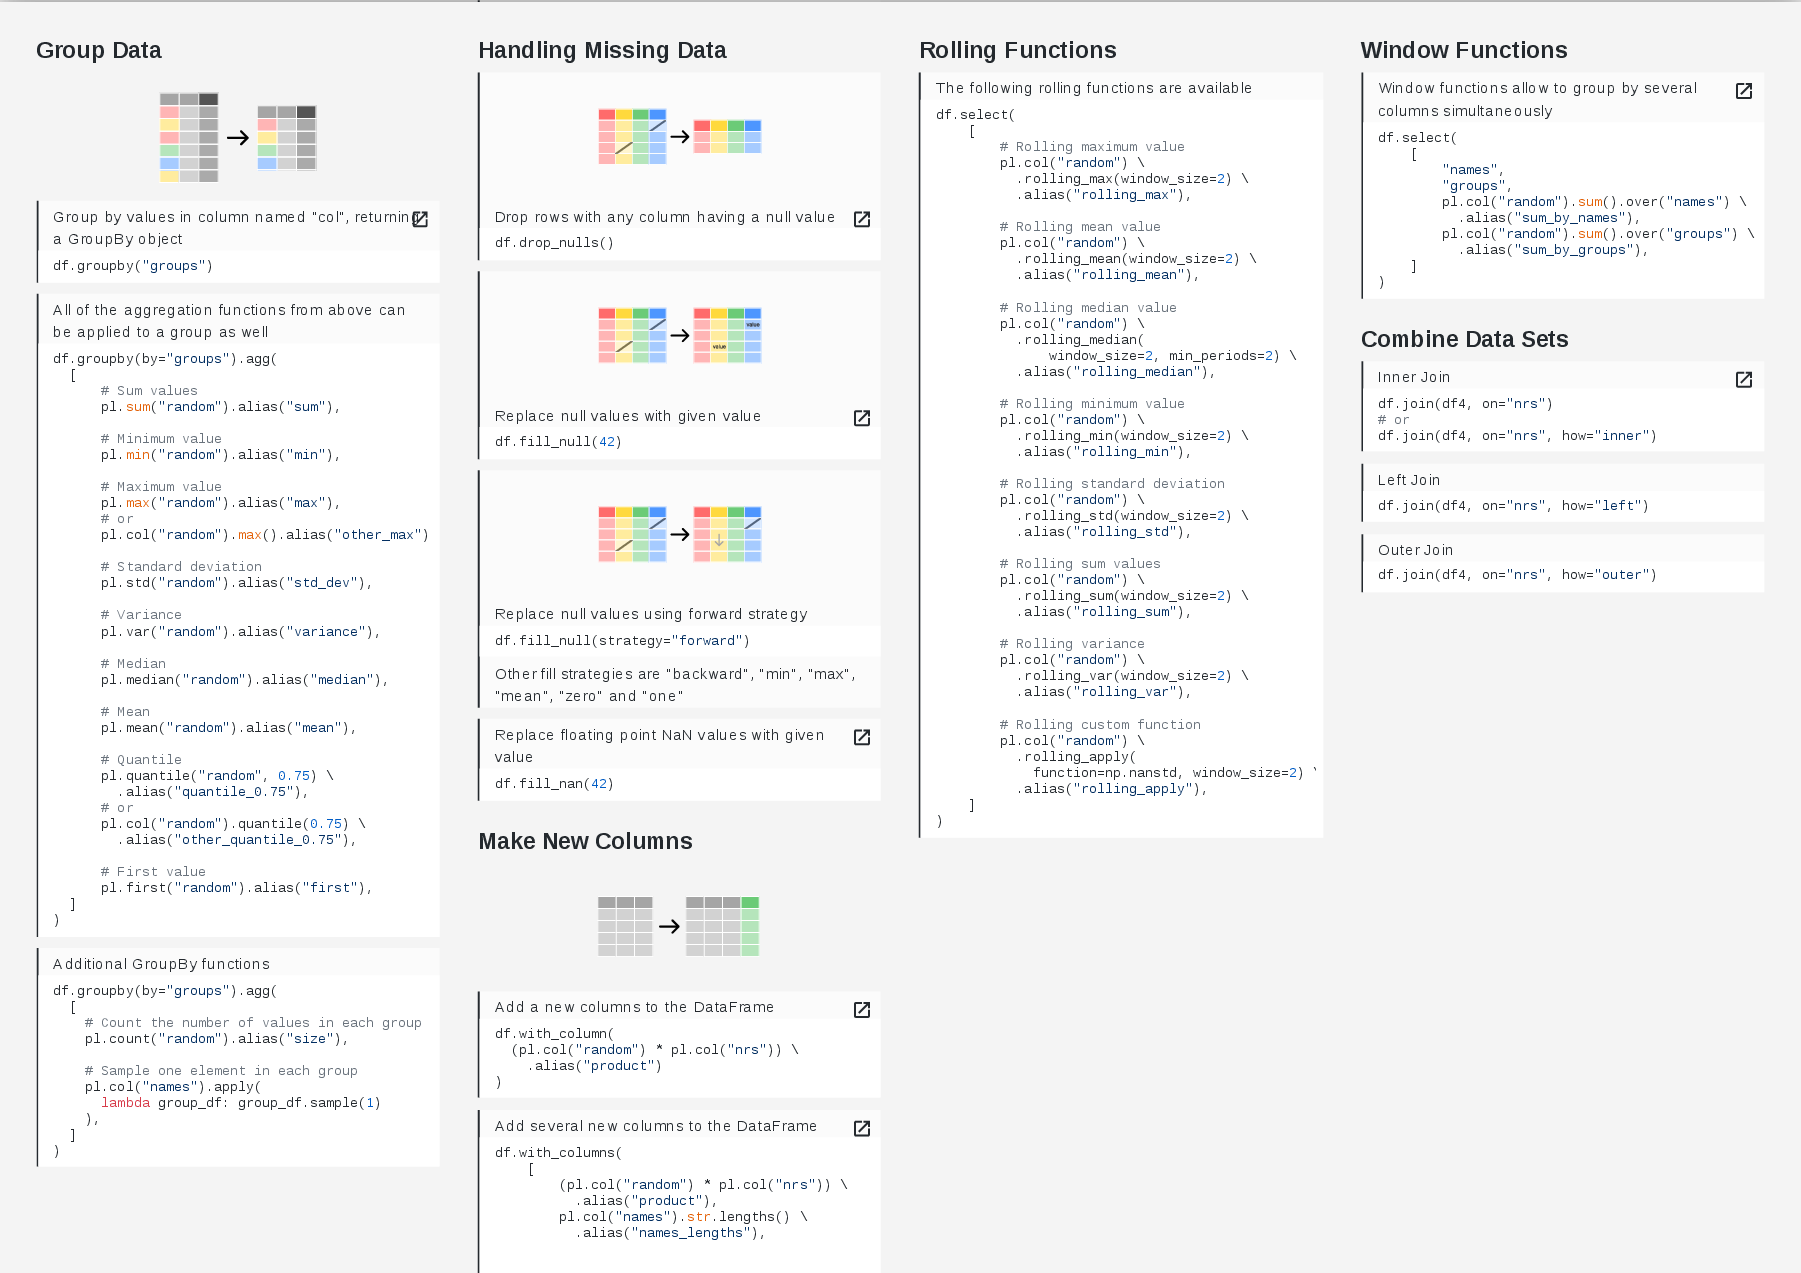 Group Data
Group by values in column named "col", returning
a GroupBy object
df.groupby("groups")
All of the aggregation functions from above can
be applied to a group as well
df.groupby(by="groups").agg(
[
# Sum values
pl.sum("random").alias("sum"),
# Minimum value
pl.min("random").alias("min"),
# Maximum value
pl.max("random").alias("max"),
# or
pl.col("random").max().alias("other_max")
# Standard deviation
pl.std("random").alias("std_dev"),
# Variance
pl.var("random").alias("variance"),
# Median
pl.median("random").alias("median"),
# Mean
pl.mean("random").alias("mean"),
# Quantile
pl.quantile("random", 0.75) \
.alias("quantile_0.75"),
# or
pl.col("random").quantile(0.75) \
.alias("other_quantile_0.75"),
# First value
pl.first("random").alias("first"),
]
)
Additional GroupBy functions
df.groupby(by="groups").agg(
[
# Count the number of values in each group
pl.count("random").alias("size"),
# Sample one element in each group
pl.col("names").apply(
lambda group_df: group_df.sample(1)
),
]
)
Handling Missing Data
Drop rows with any column having a null value
df.drop_nulls()
value
value
Replace null values with given value
df.fill_null(42)
Replace null values using forward strategy
df.fill_null(strategy="forward")
Other fill strategies are "backward", "min", "max",
"mean", "zero" and "one"
Replace floating point NaN values with given
value
df.fill_nan(42)
Make New Columns
Add a new columns to the DataFrame
df.with_column(
(pl.col("random") * pl.col("nrs")) \
.alias("product")
)
Add several new columns to the DataFrame
df.with_columns(
[
(pl.col("random") * pl.col("nrs")) \
.alias("product"),
pl.col("names").str.lengths() \
.alias("names_lengths"),
Rolling Functions
The following rolling functions are available
df.select(
[
# Rolling maximum value
pl.col("random") \
.rolling_max(window_size=2) \
.alias("rolling_max"),
# Rolling mean value
pl.col("random") \
.rolling_mean(window_size=2) \
.alias("rolling_mean"),
# Rolling median value
pl.col("random") \
.rolling_median(
window_size=2, min_periods=2) \
.alias("rolling_median"),
# Rolling minimum value
pl.col("random") \
.rolling_min(window_size=2) \
.alias("rolling_min"),
# Rolling standard deviation
pl.col("random") \
.rolling_std(window_size=2) \
.alias("rolling_std"),
# Rolling sum values
pl.col("random") \
.rolling_sum(window_size=2) \
.alias("rolling_sum"),
# Rolling variance
pl.col("random") \
.rolling_var(window_size=2) \
.alias("rolling_var"),
# Rolling custom function
pl.col("random") \
.rolling_apply(
function=np.nanstd, window_size=2) \
.alias("rolling_apply"),
]
)
Window Functions
Window functions allow to group by several
columns simultaneously
df.select(
[
"names",
"groups",
pl.col("random").sum().over("names") \
.alias("sum_by_names"),
pl.col("random").sum().over("groups") \
.alias("sum_by_groups"),
]
)
Combine Data Sets
Inner Join
df.join(df4, on="nrs")
# or
df.join(df4, on="nrs", how="inner")
Left Join
df.join(df4, on="nrs", how="left")
Outer Join
df.join(df4, on="nrs", how="outer")